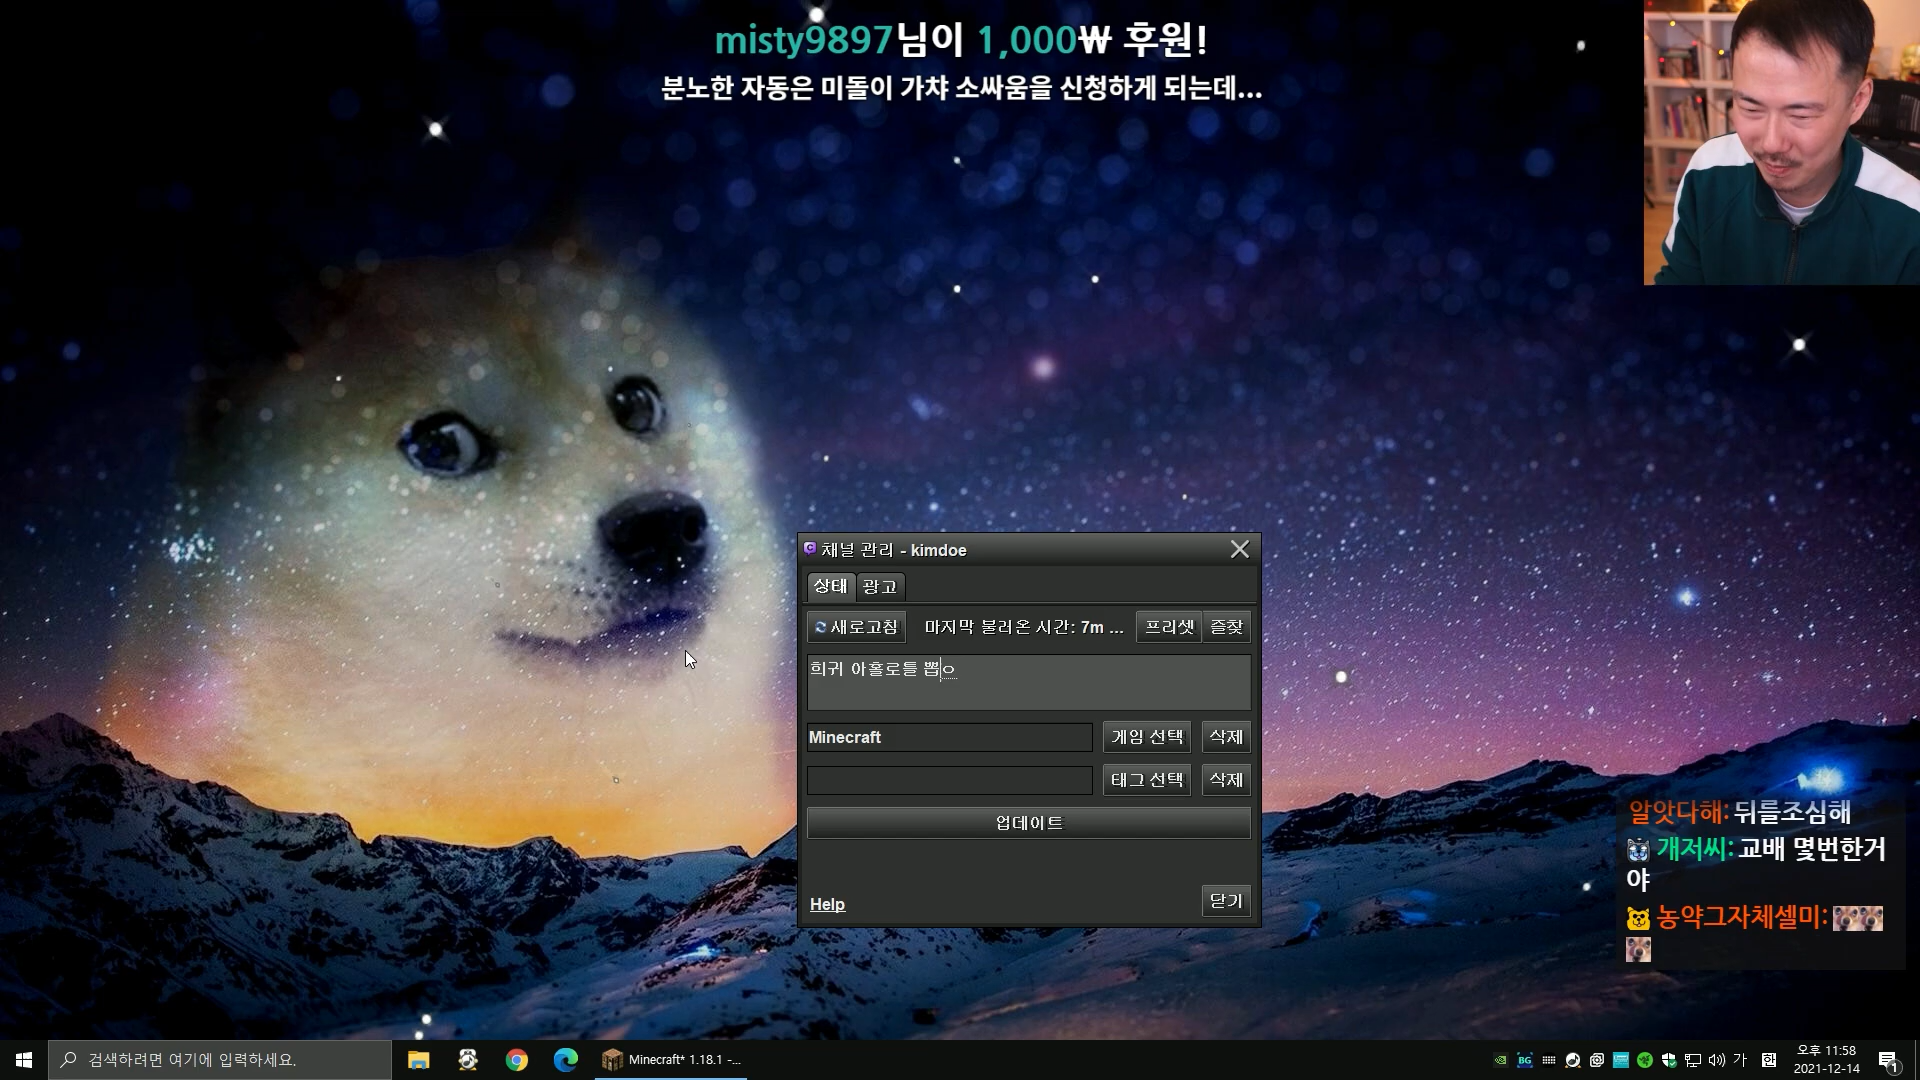 misty9897님이 1,000₩ 후원!
분노한 자동은 미돌이 가챠 소싸움을 신청하게 되는데...
채널 관리 - kimdoe
상태 광고
새로고침 마지막 불러온 시간: 7m ... 프리셋 즐찾
희귀 아홀로틀 뽑ㅇ
Minecraft 게임 선택 삭제
태그 선택 삭제
업데이트
Help 닫기
알앗다해: 뒤를조심해
개저씨: 교배 몇번한거
야
농약그자체셀미:
검색하려면 여기에 입력하세요.
Minecraft* 1.18.1 -...
BG
가
오후 11:58
2021-12-14
1